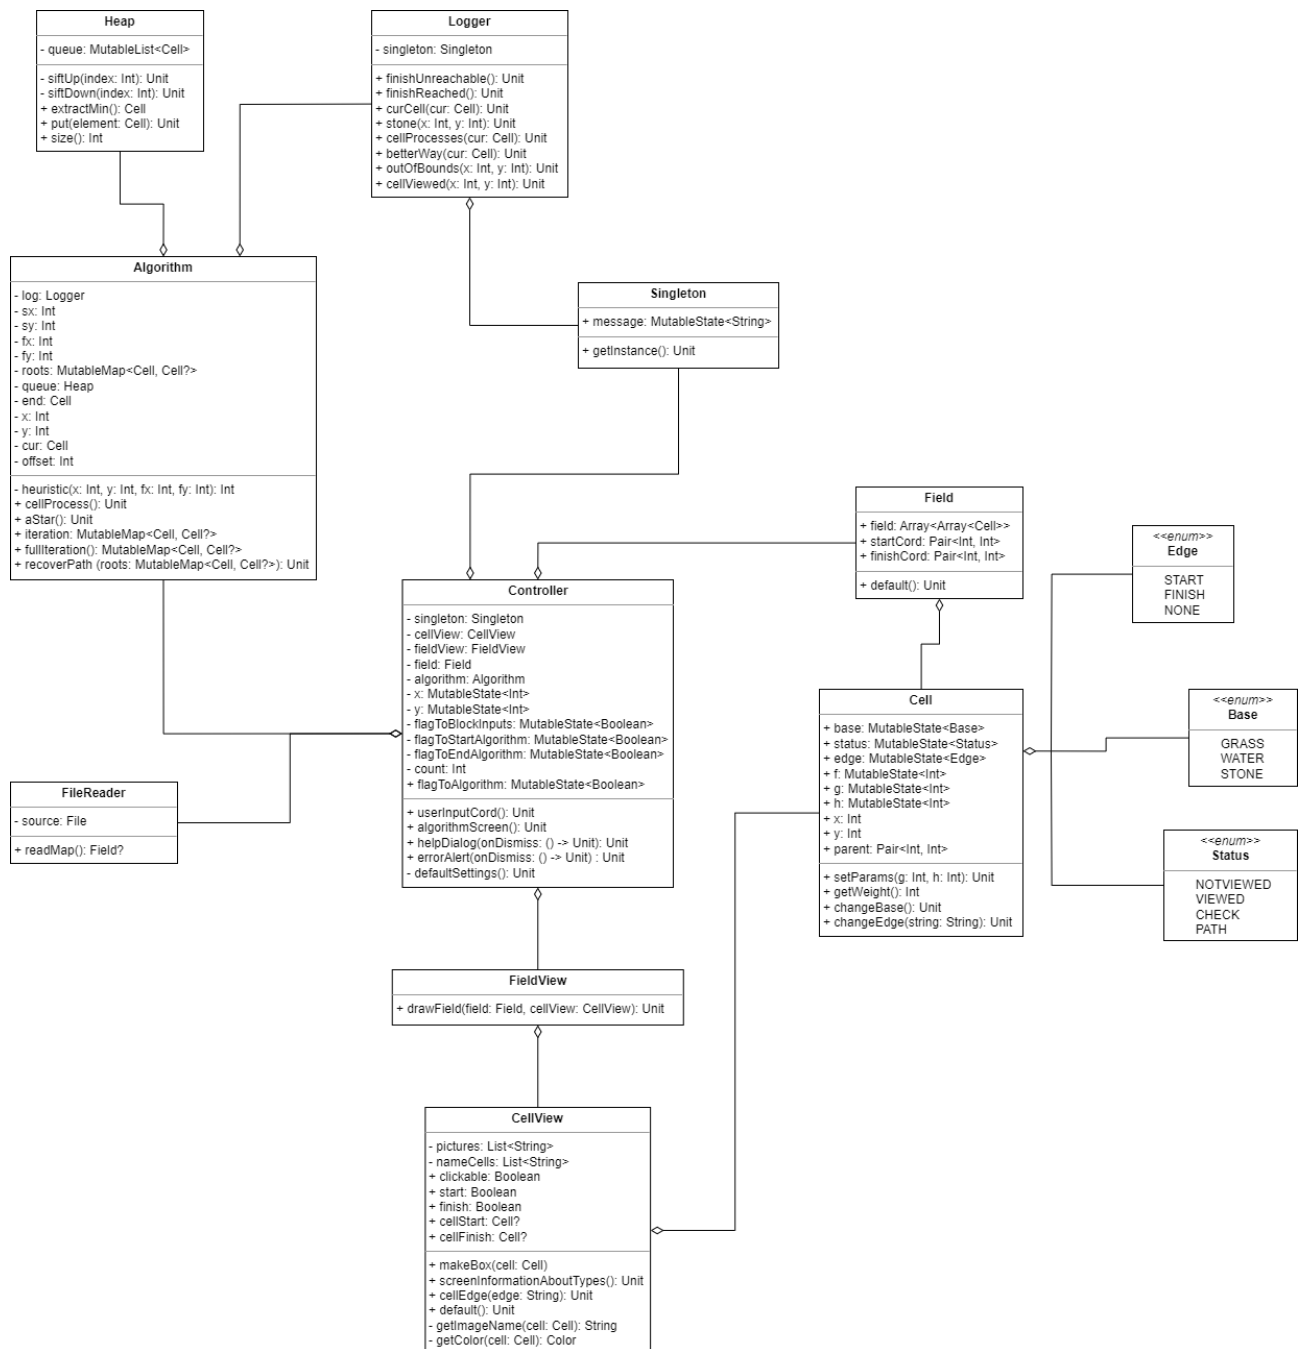 Heap
- queue: MutableList<Cell>
- siftUp(index: Int): Unit
- siftDown(index: Int): Unit
+ extractMin(): Cell
+ put(element: Cell): Unit
+ size(): Int
Logger
- singleton: Singleton
+ finishUnreachable(): Unit
+ finishReached(): Unit
+ curCell(cur: Cell): Unit
+ stone(x: Int, y: Int): Unit
+ cellProcesses(cur: Cell): Unit
+ betterWay(cur: Cell): Unit
+ outOfBounds(x: Int, y: Int): Unit
+ cellViewed(x: Int, y: Int): Unit
Algorithm
- log: Logger
- sx: Int
- sy: Int
- fx: Int
- fy: Int
- roots: MutableMap<Cell, Cell?>
- queue: Heap
- end: Cell
- x: Int
- y: Int
- cur: Cell
- offset: Int
- heuristic(x: Int, y: Int, fx: Int, fy: Int): Int
+ cellProcess(): Unit
+ aStar(): Unit
+ iteration: MutableMap<Cell, Cell?>
+ fullIteration(): MutableMap<Cell, Cell?>
+ recoverPath (roots: MutableMap<Cell, Cell?>): Unit
Singleton
+ message: MutableState<String>
+ getInstance(): Unit
Field
+ field: Array<Array<Cell>>
+ startCord: Pair<Int, Int>
+ finishCord: Pair<Int, Int>
+ default(): Unit
<<enum>>
Edge
START
FINISH
NONE
Controller
- singleton: Singleton
- cellView: CellView
- fieldView: FieldView
- field: Field
- algorithm: Algorithm
- x: MutableState<Int>
- y: MutableState<Int>
- flagToBlockInputs: MutableState<Boolean>
- flagToStartAlgorithm: MutableState<Boolean>
- flagToEndAlgorithm: MutableState<Boolean>
- count: Int
+ flagToAlgorithm: MutableState<Boolean>
+ userInputCord(): Unit
+ algorithmScreen(): Unit
+ helpDialog(onDismiss: () -> Unit): Unit
+ errorAlert(onDismiss: () -> Unit) : Unit
- defaultSettings(): Unit
Cell
+ base: MutableState<Base>
+ status: MutableState<Status>
+ edge: MutableState<Edge>
+ f: MutableState<Int>
+ g: MutableState<Int>
+ h: MutableState<Int>
+ x: Int
+ y: Int
+ parent: Pair<Int, Int>
+ setParams(g: Int, h: Int): Unit
+ getWeight(): Int
+ changeBase(): Unit
+ changeEdge(string: String): Unit
<<enum>>
Base
GRASS
WATER
STONE
<<enum>>
Status
NOTVIEWED
VIEWED
CHECK
PATH
FileReader
- source: File
+ readMap(): Field?
FieldView
+ drawField(field: Field, cellView: CellView): Unit
CellView
- pictures: List<String>
- nameCells: List<String>
+ clickable: Boolean
+ start: Boolean
+ finish: Boolean
+ cellStart: Cell?
+ cellFinish: Cell?
+ makeBox(cell: Cell)
+ screenInformationAboutTypes(): Unit
+ cellEdge(edge: String): Unit
+ default(): Unit
- getImageName(cell: Cell): String
- getColor(cell: Cell): Color